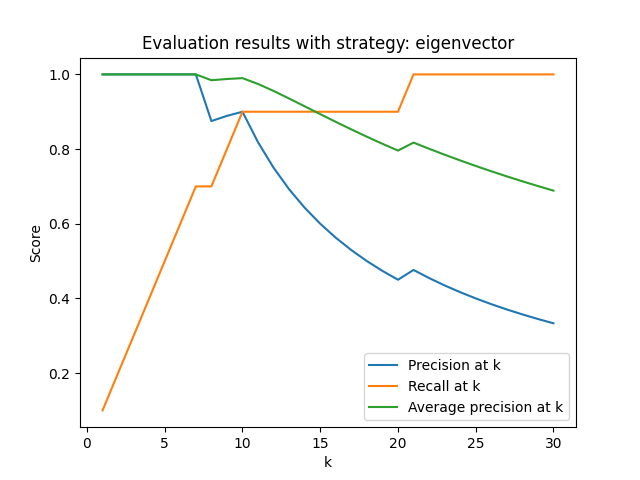 Evaluation results with strategy: eigenvector
1.0
0.8
0.6
0.4
0.2
Score
0 5 10 15 20 25 30
k
Precision at k
Recall at k
Average precision at k